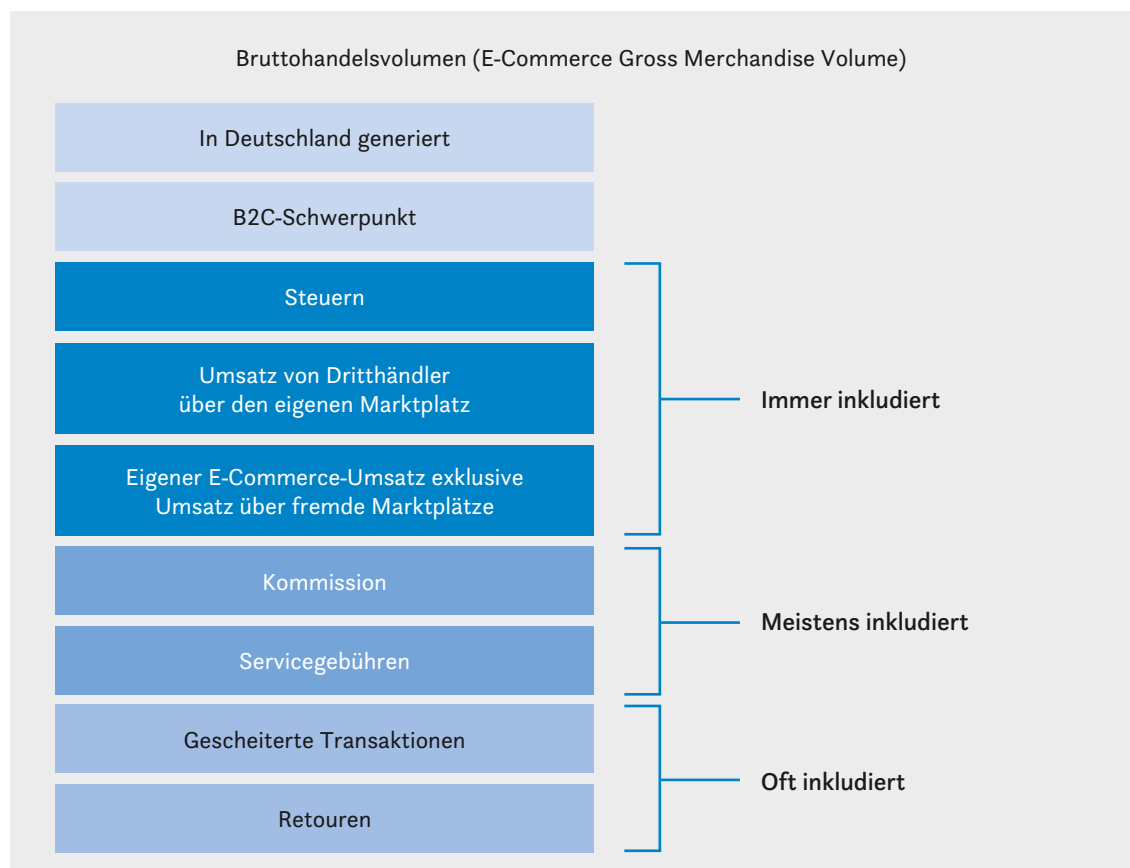 Bruttohandelsvolumen (E-Commerce Gross Merchandise Volume)
In Deutschland generiert
B2C-Schwerpunkt
Steuern
Umsatz von Dritthändler
über den eigenen Marktplatz
Immer inkludiert
Eigener E-Commerce-Umsatz exklusive
Umsatz über fremde Marktplätze
Kommission
Meistens inkludiert
Servicegebühren
Gescheiterte Transaktionen
Oft inkludiert
Retouren